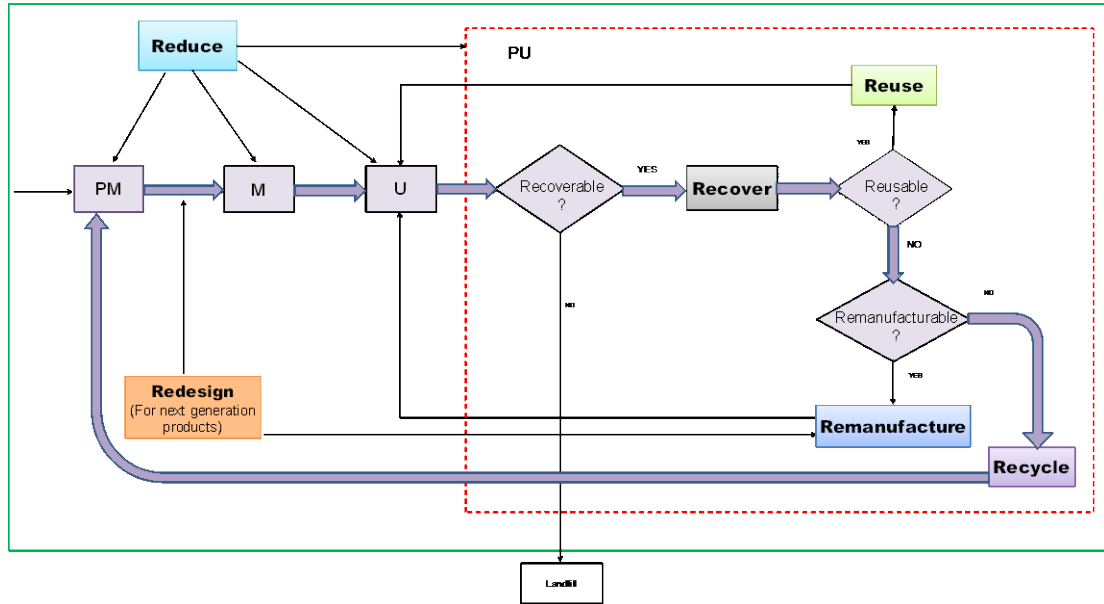 Reduce
PU
Reuse
YES
PM
M
U
Recoverable
?
YES
Recover
Reusable
?
NO
NO
Remanufacturable
?
NO
YES
Redesign
(For next generation
products)
Remanufacture
Recycle
Landfill